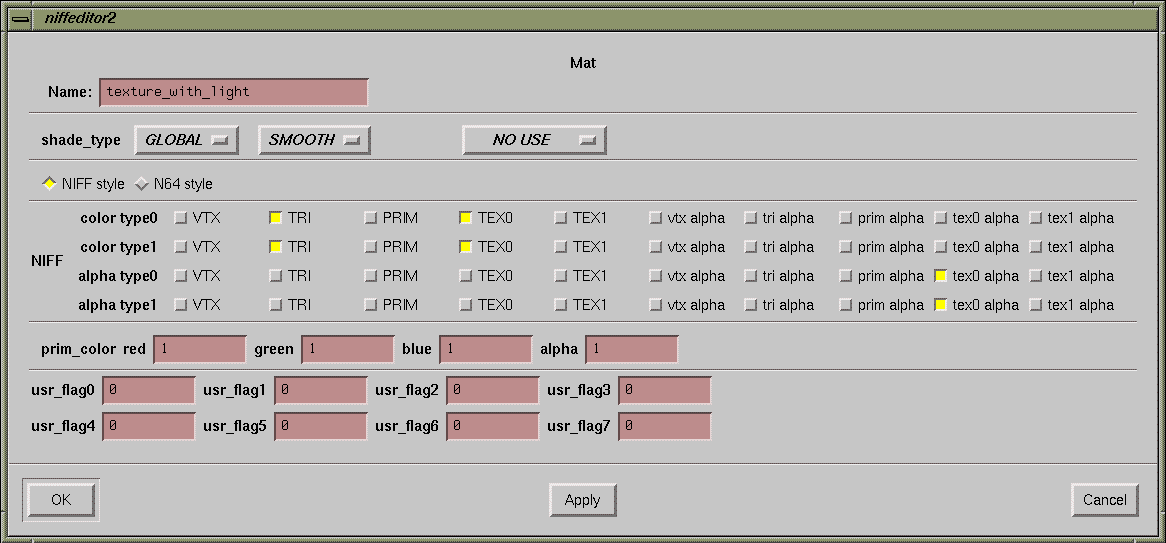 niffeditor2
Mat
Name: texture_with_light
shade_type GLOBAL SMOOTH NO USE
NIFF style N64 style
color type0 VTX TRI PRIM TEX0 TEX1 vtx alpha tri alpha prim alpha tex0 alpha tex1 alpha
color type1 VTX TRI PRIM TEX0 TEX1 vtx alpha tri alpha prim alpha tex0 alpha tex1 alpha
NIFF
alpha type0 VTX TRI PRIM TEX0 TEX1 vtx alpha tri alpha prim alpha tex0 alpha tex1 alpha
alpha type1 VTX TRI PRIM TEX0 TEX1 vtx alpha tri alpha prim alpha tex0 alpha tex1 alpha
prim_color red 1 green 1 blue 1 alpha 1
usr_flag0 0 usr_flag1 0 usr_flag2 0 usr_flag3 0
usr_flag4 0 usr_flag5 0 usr_flag6 0 usr_flag7 0
OK Apply Cancel